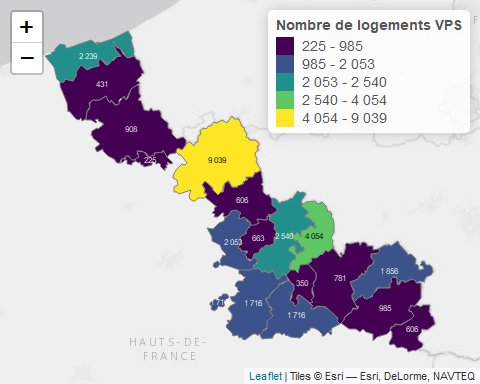 +
−
Nombre de logements VPS
225 - 985
985 - 2 053
2 053 - 2 540
2 540 - 4 054
4 054 - 9 039
2 239
431
908
225
9 039
606
2 053
663
2 540
4 054
350
781
1 856
1 716
1 716
985
606
HAUTS-DE-
FRANCE
Leaflet | Tiles © Esri — Esri, DeLorme, NAVTEQ